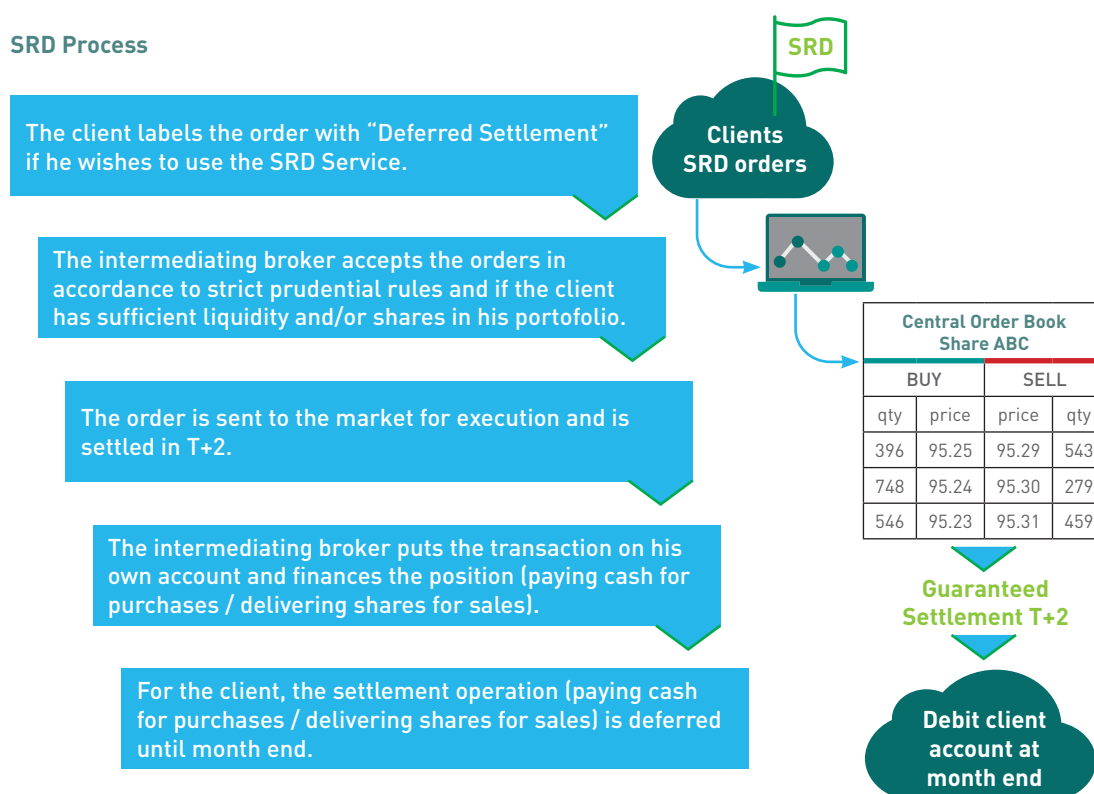 SRD Process
SRD
The client labels the order with “Deferred Settlement”
if he wishes to use the SRD Service.
Clients
SRD orders
The intermediating broker accepts the orders in
accordance to strict prudential rules and if the client
has sufficient liquidity and/or shares in his portofolio.
The order is sent to the market for execution and is
settled in T+2.
The intermediating broker puts the transaction on his
own account and finances the position (paying cash for
purchases / delivering shares for sales).
For the client, the settlement operation (paying cash
for purchases / delivering shares for sales) is deferred
until month end.
Central Order Book
Share ABC
BUY SELL
qty price price qty
396 95.25 95.29 543
748 95.24 95.30 279
546 95.23 95.31 459
Guaranteed
Settlement T+2
Debit client
account at
month end